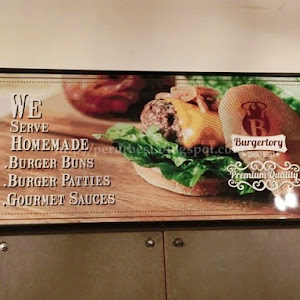 We
Serve
Homemade
.Burger Buns
.Burger Patties
.Gourmet Sauces
B
Burgertory
Premium Quality